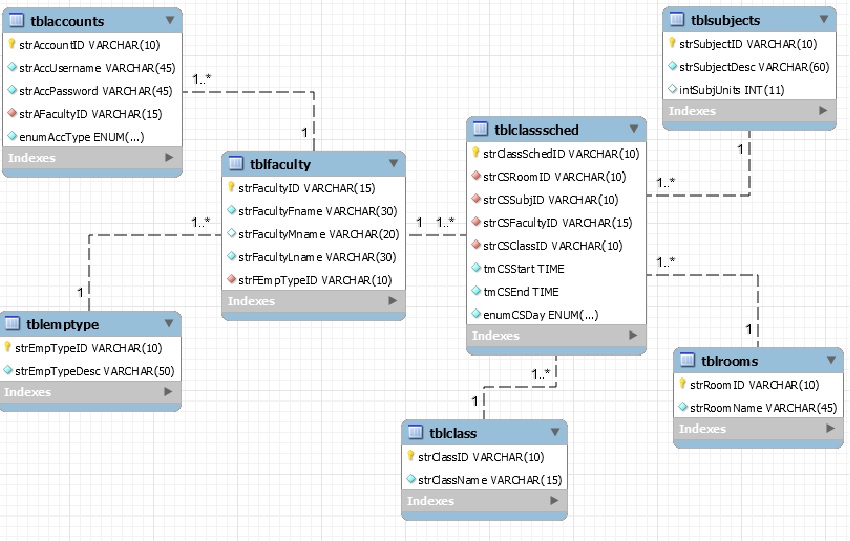 tblaccounts
strAccountID VARCHAR(10)
strAccUsername VARCHAR(45)
strAccPassword VARCHAR(45)
strAFacultyID VARCHAR(15)
enumAccType ENUM(...)
Indexes
1..*
1
tblfaculty
strFacultyID VARCHAR(15)
strFacultyFname VARCHAR(30)
strFacultyMname VARCHAR(20)
strFacultyLname VARCHAR(30)
strFEmpTypeID VARCHAR(10)
Indexes
1..*
1
tblemptype
strEmpTypeID VARCHAR(10)
strEmpTypeDesc VARCHAR(50)
Indexes
1
1..*
tblclasssched
strClassSchedID VARCHAR(10)
strCSRoomID VARCHAR(10)
strCSSubjID VARCHAR(10)
strCSFacultyID VARCHAR(15)
strCSClassID VARCHAR(10)
tmCSStart TIME
tmCSEnd TIME
enumCSDay ENUM(...)
Indexes
1..*
1
tblclass
strClassID VARCHAR(10)
strClassName VARCHAR(15)
Indexes
tblsubjects
strSubjectID VARCHAR(10)
strSubjectDesc VARCHAR(60)
intSubjUnits INT(11)
Indexes
1
1..*
1..*
1
tblrooms
strRoomID VARCHAR(10)
strRoomName VARCHAR(45)
Indexes